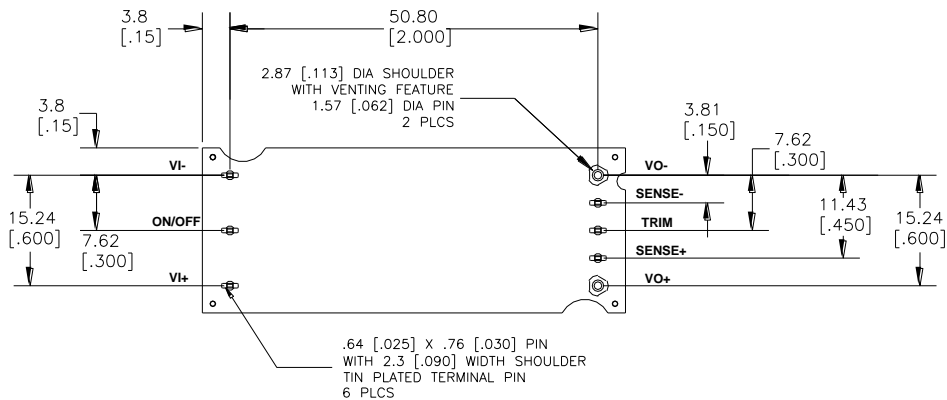 3.8
[.15]
50.80
[2.000]
2.87 [.113] DIA SHOULDER
WITH VENTING FEATURE
1.57 [.062] DIA PIN
2 PLCS
3.8
[.15]
3.81
[.150]
7.62
[.300]
VI-
VO-
SENSE-
15.24
[.600]
ON/OFF
7.62
[.300]
TRIM
11.43
[.450]
15.24
[.600]
SENSE+
VI+
VO+
.64 [.025] X .76 [.030] PIN
WITH 2.3 [.090] WIDTH SHOULDER
TIN PLATED TERMINAL PIN
6 PLCS